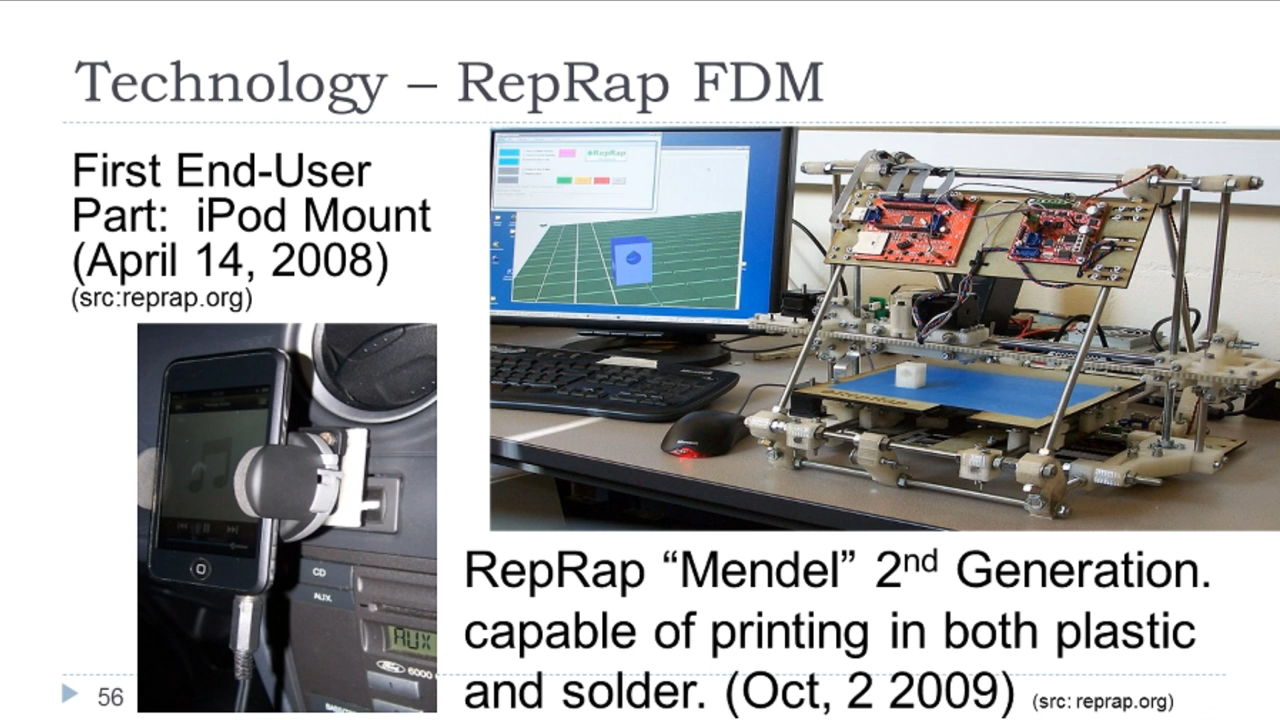 Technology – RepRap FDM
First End-User
Part: iPod Mount
(April 14, 2008)
(src:reprap.org)
RepRap
CD
AUX
AUX
Ford 6000
RepRap “Mendel” 2nd Generation.
capable of printing in both plastic
and solder. (Oct, 2 2009) (src: reprap.org)
56